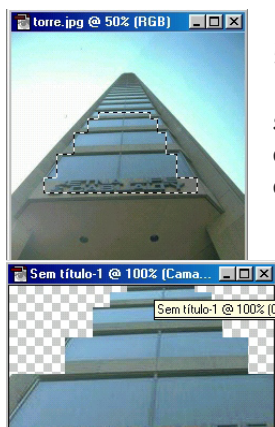 torre.jpg @ 50% (RGB)
Sem título-1 @ 100% (Cama...
Sem título-1 @ 100% (C